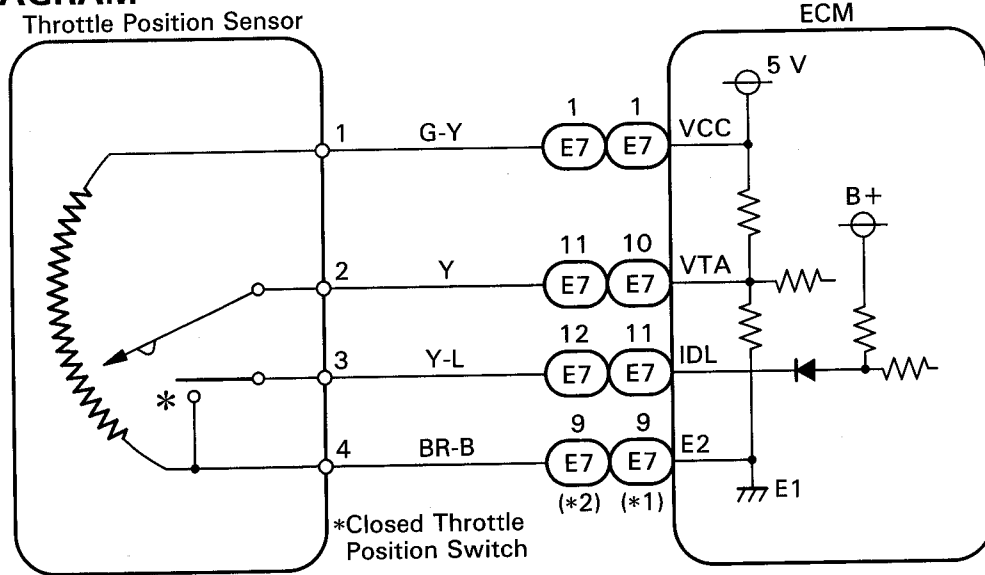 AGRAM
Throttle Position Sensor
ECM
5 V
1 G-Y 1 1 VCC
E7 E7
B+
2 Y 11 10 VTA
E7 E7
3 Y-L 12 11 IDL
E7 E7
*
4 BR-B 9 9 E2
E7 E7
(*2) (*1)
E1
*Closed Throttle
Position Switch